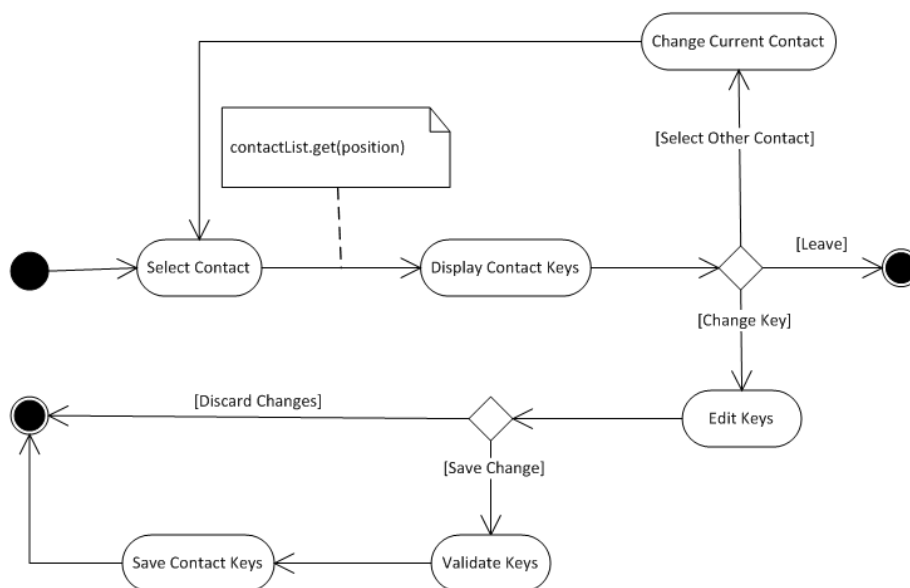 Change Current Contact
contactList.get(position)
[Select Other Contact]
[Leave]
Select Contact
Display Contact Keys
[Change Key]
[Discard Changes]
Edit Keys
[Save Change]
Save Contact Keys
Validate Keys